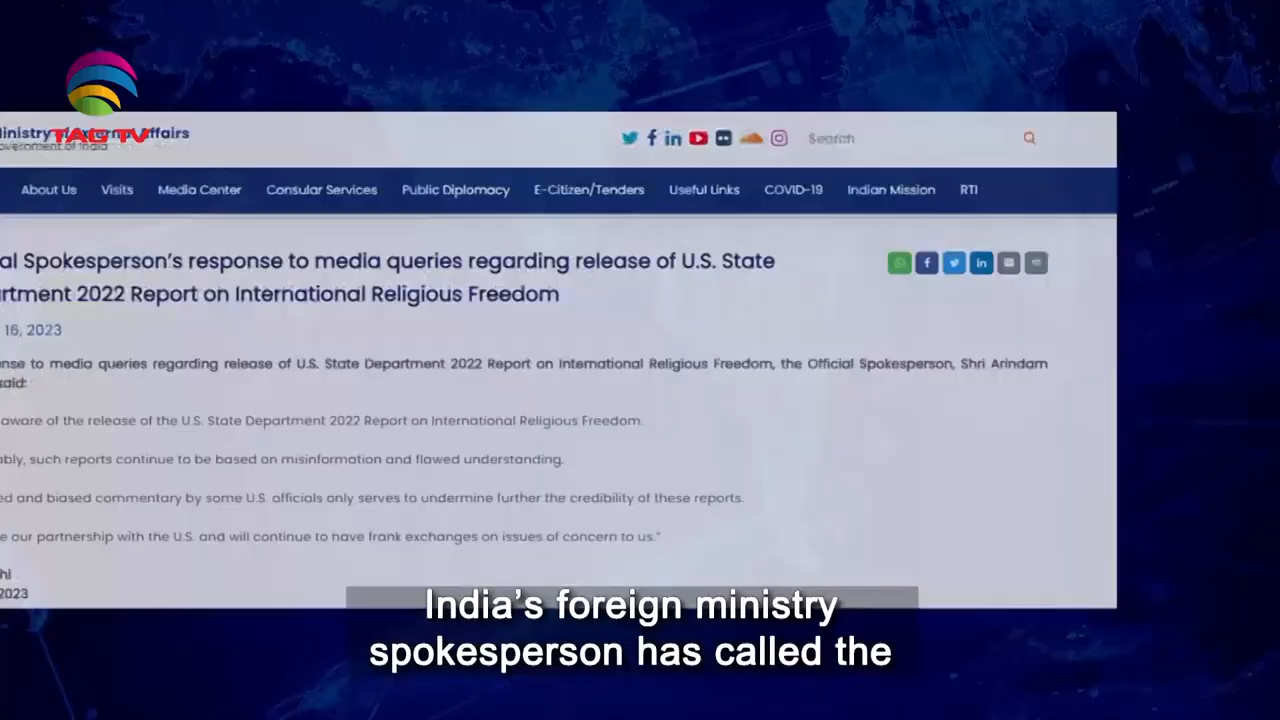 TAG TV
Ministry of External Affairs
Government of India
Search
About Us Visits Media Center Consular Services Public Diplomacy E-Citizen/Tenders Useful Links COVID-19 Indian Mission RTI
al Spokesperson's response to media queries regarding release of U.S. State
rtment 2022 Report on International Religious Freedom
16, 2023
nse to media queries regarding release of U.S. State Department 2022 Report on International Religious Freedom, the Official Spokesperson, Shri Arindam
said:
aware of the release of the U.S. State Department 2022 Report on International Religious Freedom.
ably, such reports continue to be based on misinformation and flawed understanding.
ed and biased commentary by some U.S. officials only serves to undermine further the credibility of these reports.
e our partnership with the U.S. and will continue to have frank exchanges on issues of concern to us."
hi
2023
India's foreign ministry
spokesperson has called the